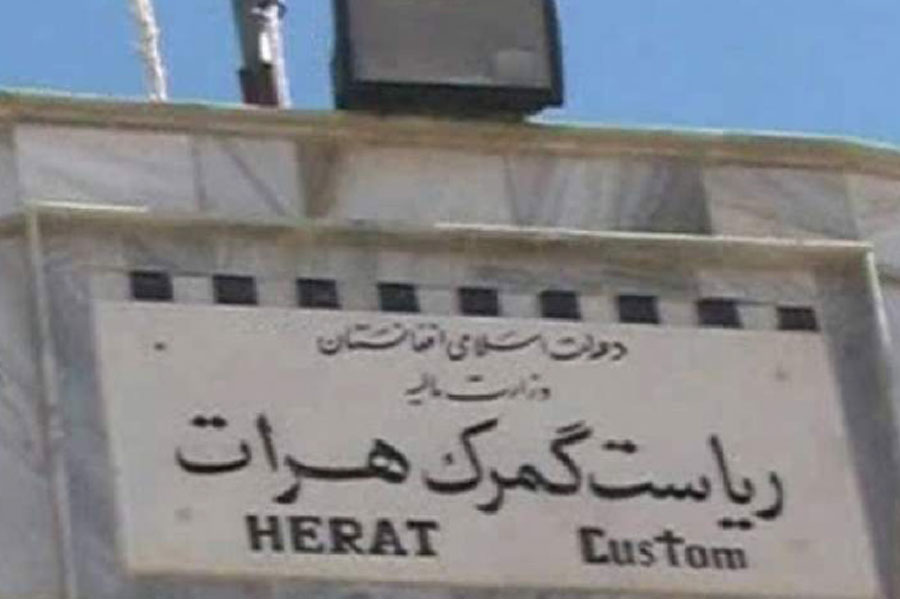 دولت اسلامی افغانستان
وزارت مالیه
ریاست گمرک هرات
HERAT Custom